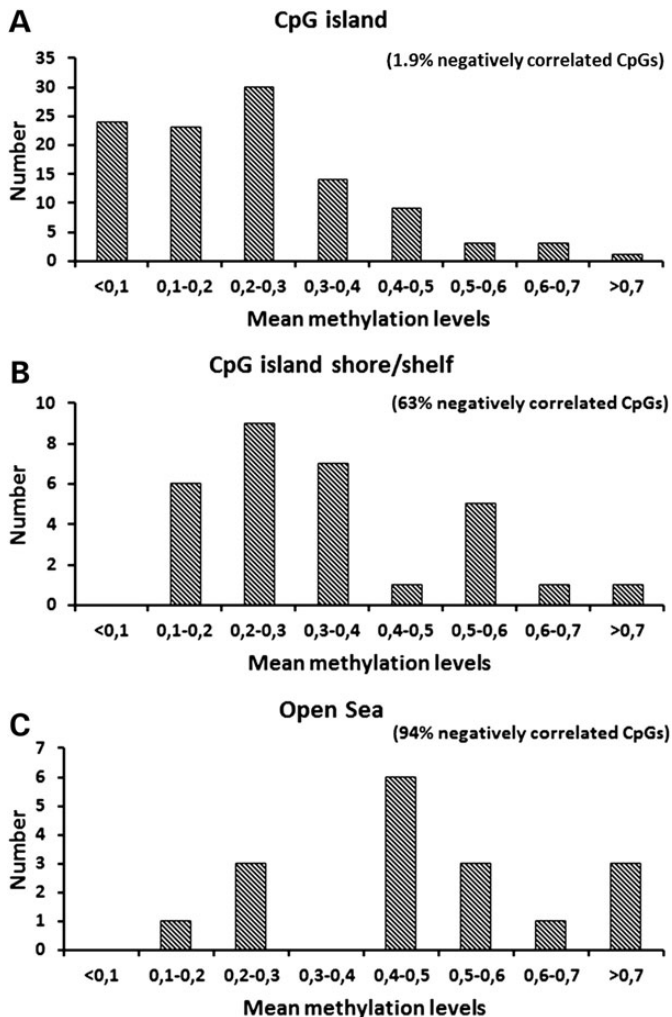 A
CpG island
(1.9% negatively correlated CpGs)
35
30
25
20
15
10
5
0
Number
<0,1 0,1-0,2 0,2-0,3 0,3-0,4 0,4-0,5 0,5-0,6 0,6-0,7 >0,7
Mean methylation levels
B
CpG island shore/shelf
(63% negatively correlated CpGs)
10
8
6
4
2
0
Number
<0,1 0,1-0,2 0,2-0,3 0,3-0,4 0,4-0,5 0,5-0,6 0,6-0,7 >0,7
Mean methylation levels
C
Open Sea
(94% negatively correlated CpGs)
7
6
5
4
3
2
1
0
Number
<0,1 0,1-0,2 0,2-0,3 0,3-0,4 0,4-0,5 0,5-0,6 0,6-0,7 >0,7
Mean methylation levels